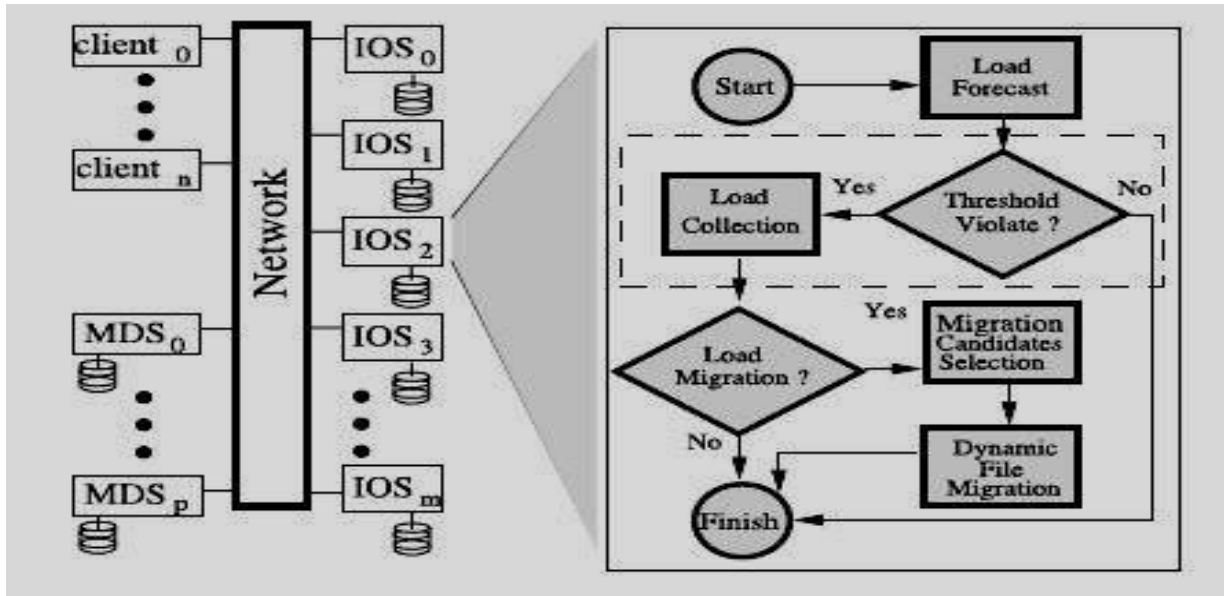 client 0
client n
MDS 0
MDS p
Network
IOS 0
IOS 1
IOS 2
IOS 3
IOS m
Start
Load
Forecast
Threshold
Violate ?
Yes
No
Load
Collection
Load
Migration ?
Yes
No
Migration
Candidates
Selection
Dynamic
File
Migration
Finish